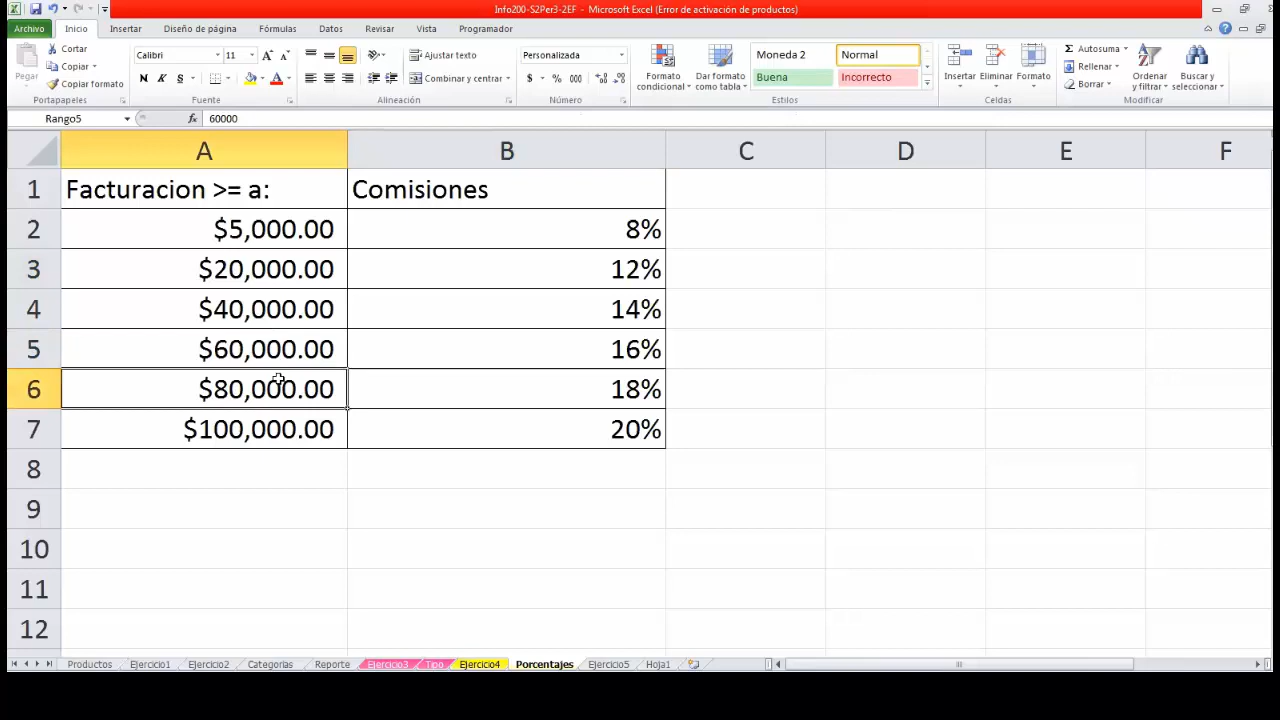 Info200-S2Per3-2EF - Microsoft Excel (Error de activación de productos)
Archivo Inicio Insertar Diseño de página Fórmulas Datos Revisar Vista Programador
Pegar
Cortar
Copiar
Copiar formato
Portapapeles
Calibri 11
N K S
Fuente
Ajustar texto
Combinar y centrar
Alineación
Personalizada
$ % 000
Número
Formato condicional
Dar formato como tabla
Moneda 2 Normal
Buena Incorrecto
Estilos
Insertar Eliminar Formato
Celdas
Autosuma
Rellenar
Borrar
Ordenar y filtrar
Buscar y seleccionar
Modificar
Rango5 fx 60000
A B C D E F
1 Facturacion >= a: Comisiones
2 $5,000.00 8%
3 $20,000.00 12%
4 $40,000.00 14%
5 $60,000.00 16%
6 $80,000.00 18%
7 $100,000.00 20%
8
9
10
11
12
Productos Ejercicio1 Ejercicio2 Categorias Reporte Ejercicio3 Tipo Ejercicio4 Porcentajes Ejercicio5 Hoja1